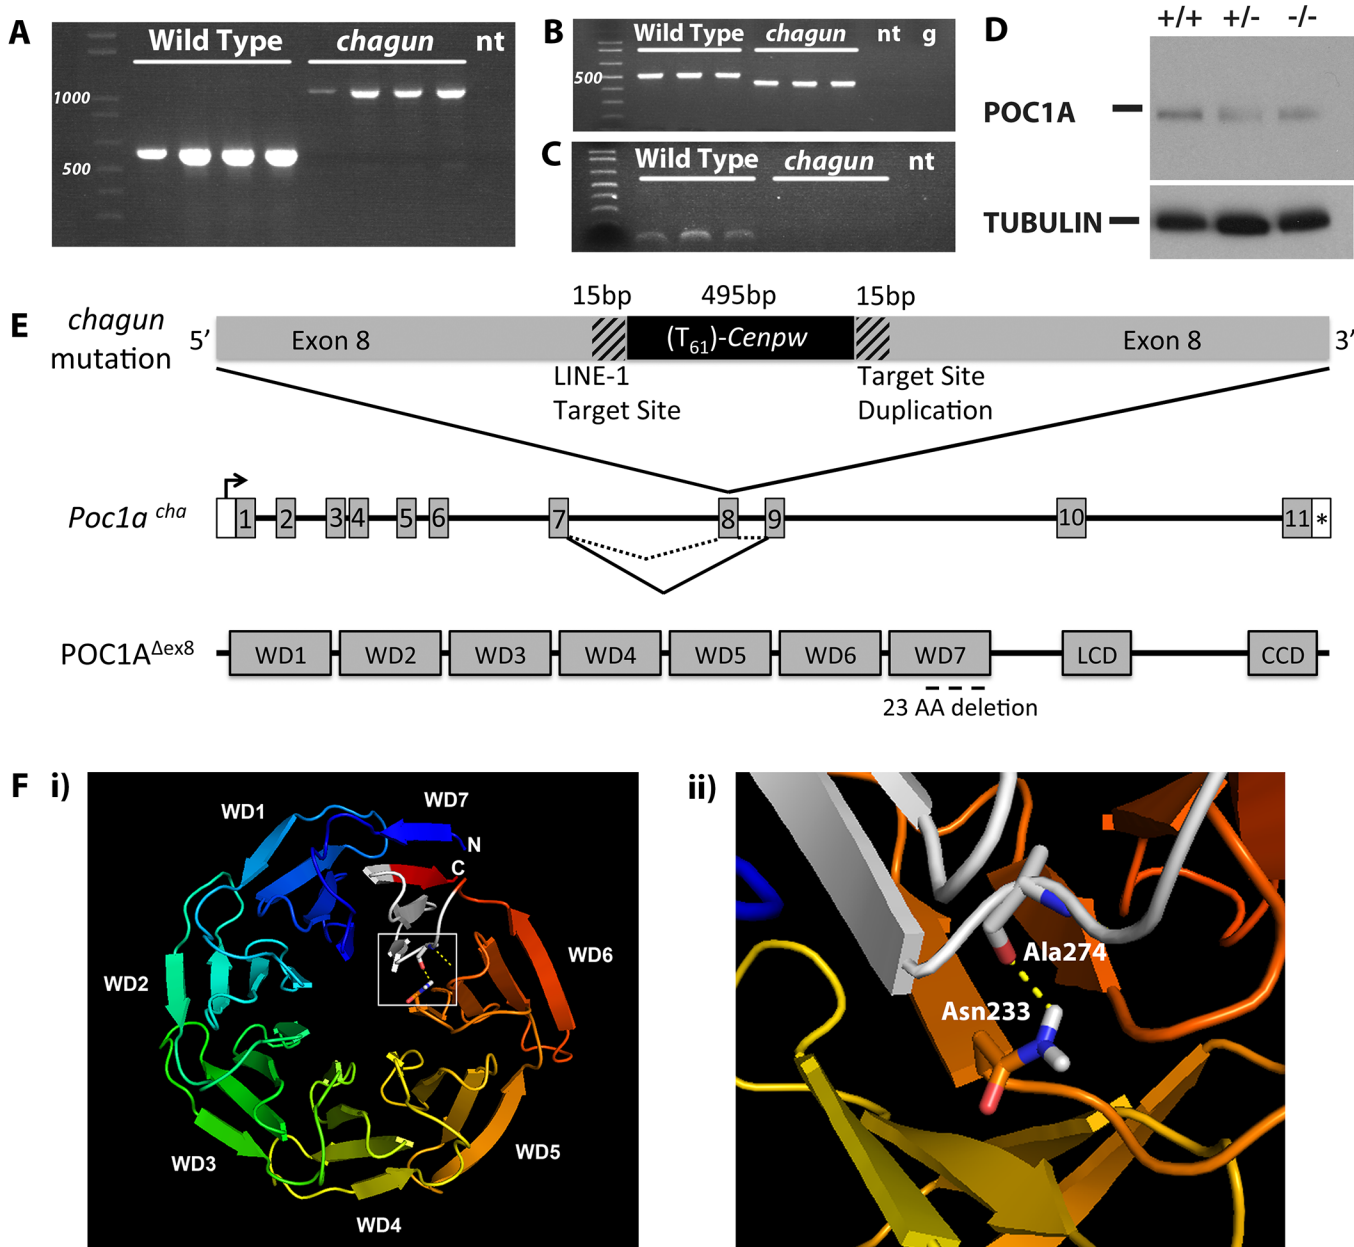 A
Wild Type
chagun
nt
1000
500
B
Wild Type
chagun
nt
g
500
C
Wild Type
chagun
nt
D
+/+
+/-
-/-
POC1A
TUBULIN
E
chagun
mutation
5’
15bp
495bp
15bp
Exon 8
(T61)-Cenpw
Exon 8
3’
LINE-1
Target Site
Target Site
Duplication
Poc1a cha
1
2
3
4
5
6
7
8
9
10
11
*
POC1AΔex8
WD1
WD2
WD3
WD4
WD5
WD6
WD7
LCD
CCD
23 AA deletion
F
i)
WD1
WD7
N
C
WD2
WD6
WD3
WD5
WD4
ii)
Ala274
Asn233